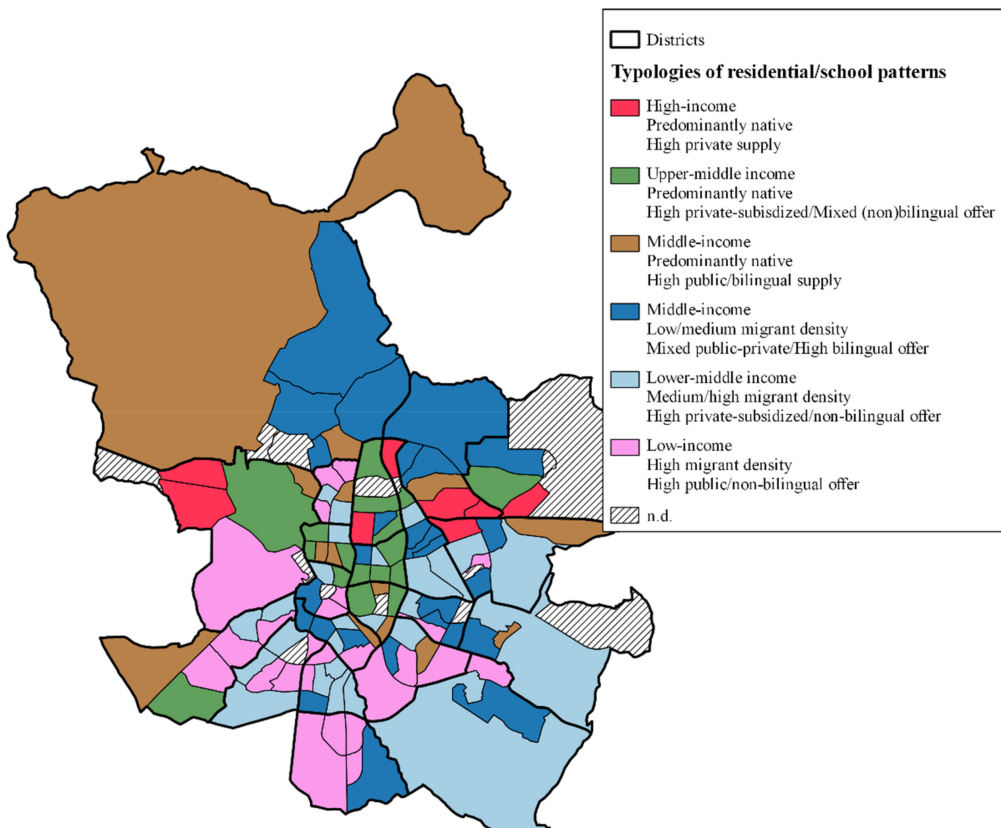 Districts
Typologies of residential/school patterns
High-income
Predominantly native
High private supply
Upper-middle income
Predominantly native
High private-subisdized/Mixed (non)bilingual offer
Middle-income
Predominantly native
High public/bilingual supply
Middle-income
Low/medium migrant density
Mixed public-private/High bilingual offer
Lower-middle income
Medium/high migrant density
High private-subsidized/non-bilingual offer
Low-income
High migrant density
High public/non-bilingual offer
n.d.